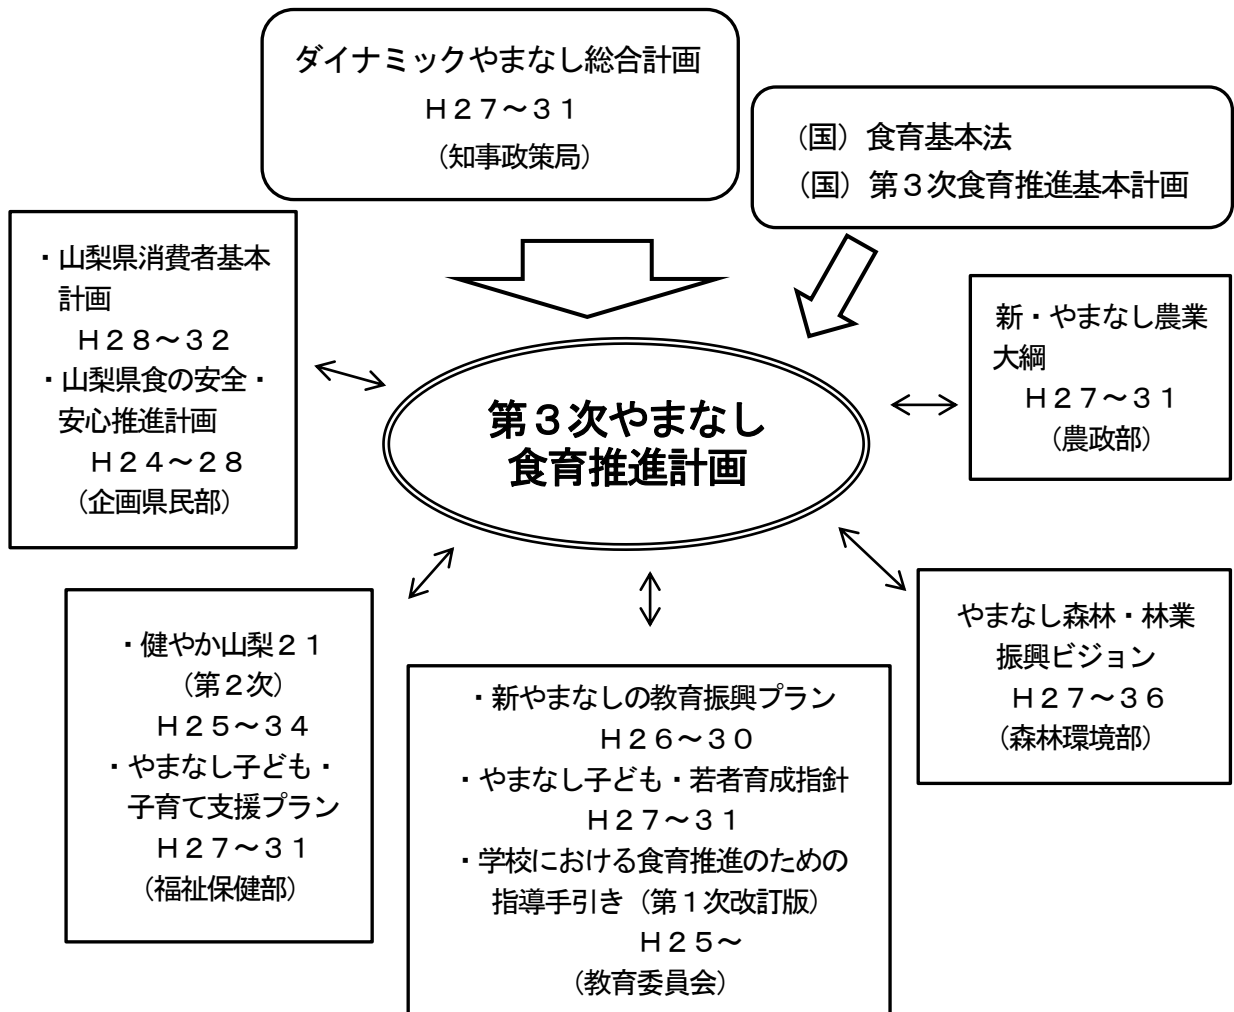 ダイナミックやまなし総合計画
Ｈ２７～３１
（知事政策局）
（国）食育基本法
（国）第３次食育推進基本計画
・山梨県消費者基本
計画
Ｈ２８～３２
・山梨県食の安全・
安心推進計画
Ｈ２４～２８
（企画県民部）
新・やまなし農業
大綱
Ｈ２７～３１
（農政部）
第３次やまなし
食育推進計画
・健やか山梨２１
（第２次）
Ｈ２５～３４
・やまなし子ども・
子育て支援プラン
Ｈ２７～３１
（福祉保健部）
・新やまなしの教育振興プラン
Ｈ２６～３０
・やまなし子ども・若者育成指針
Ｈ２７～３１
・学校における食育推進のための
指導手引き（第１次改訂版）
Ｈ２５～
（教育委員会）
やまなし森林・林業
振興ビジョン
Ｈ２７～３６
（森林環境部）